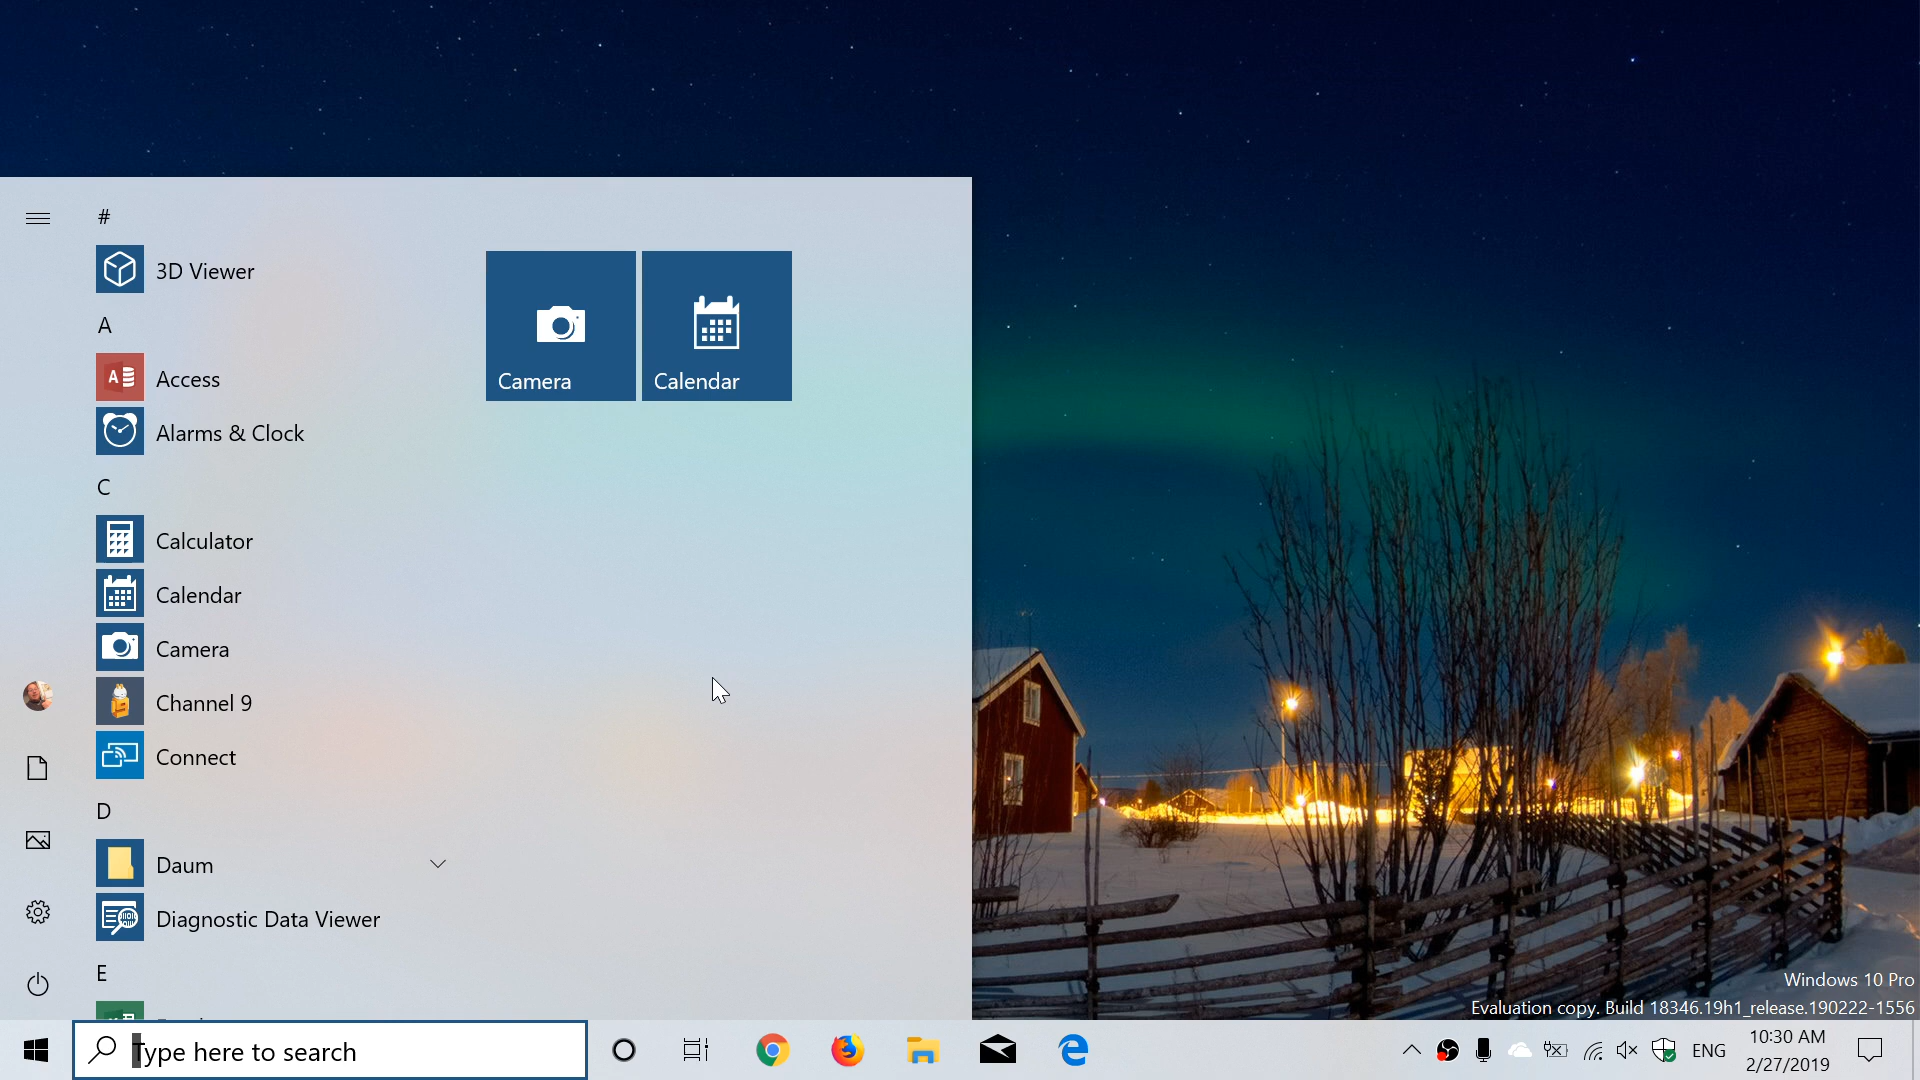 #
3D Viewer
A
Access
Alarms & Clock
C
Calculator
Calendar
Camera
Channel 9
Connect
D
Daum
Diagnostic Data Viewer
E
Camera
Calendar
Windows 10 Pro
Evaluation copy. Build 18346.19h1_release.190222-1556
Type here to search
ENG
10:30 AM
2/27/2019